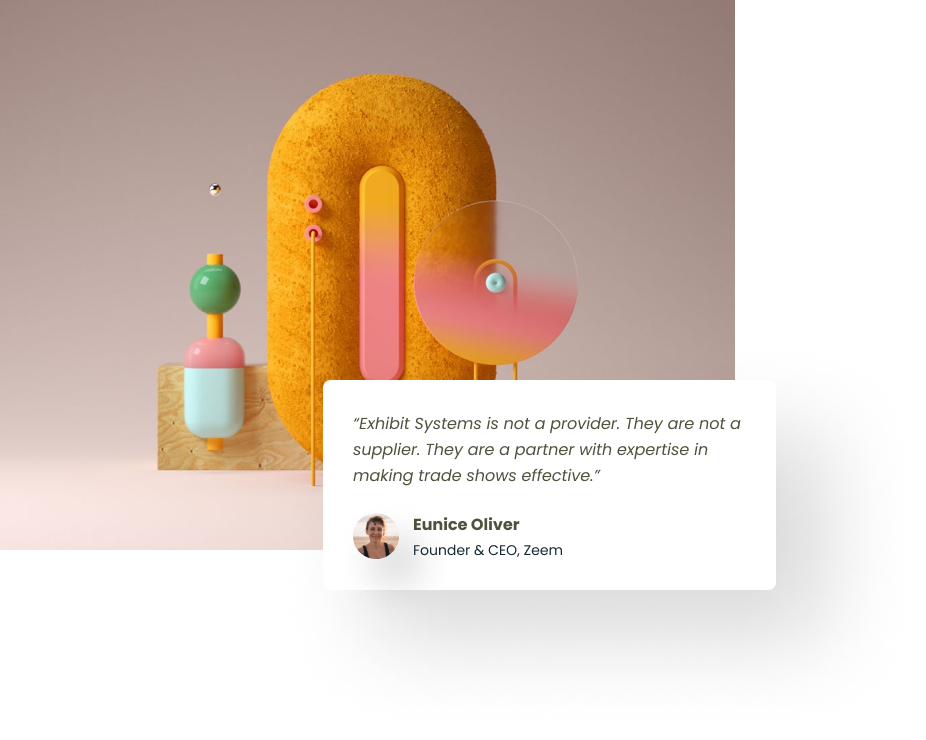 “Exhibit Systems is not a provider. They are not a
supplier. They are a partner with expertise in
making trade shows effective.”
Eunice Oliver
Founder & CEO, Zeem